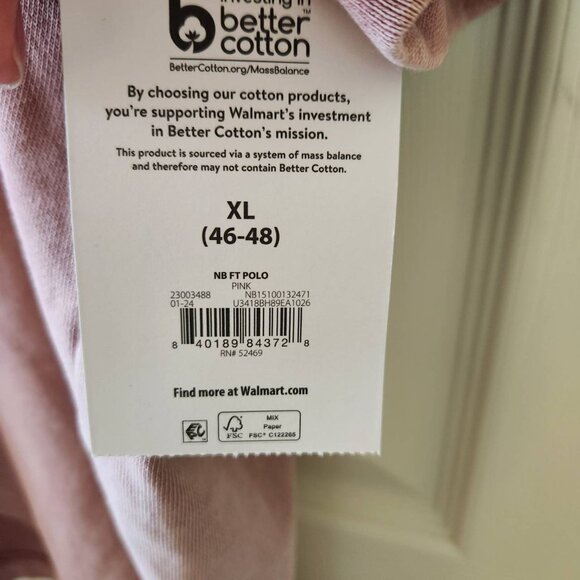 investing in
better
cotton™
BetterCotton.org/MassBalance
By choosing our cotton products,
you're supporting Walmart's investment
in Better Cotton's mission.
This product is sourced via a system of mass balance
and therefore may not contain Better Cotton.
XL
(46-48)
NB FT POLO
PINK
23003488 NB15100132471
01-24 U3418BH89EA1026
8 40189 84372 8
RN# 52469
Find more at Walmart.com
MIX
Paper
FSC FSC® C122265